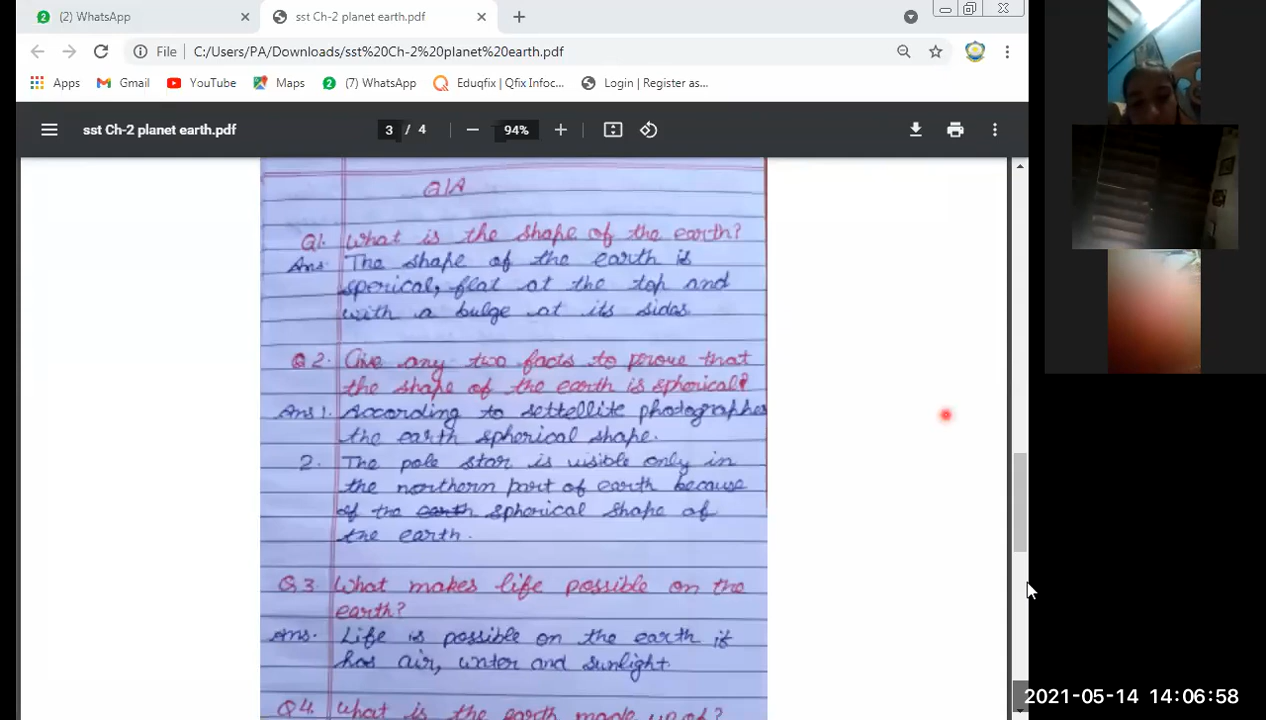 (2) WhatsApp
sst Ch-2 planet earth.pdf
File
C:/Users/PA/Downloads/sst%20Ch-2%20planet%20earth.pdf
Apps
Gmail
YouTube
Maps
(7) WhatsApp
Eduqfix | Qfix Infoc...
Login | Register as...
sst Ch-2 planet earth.pdf
3 / 4
94%
Q/A
Q1. What is the shape of the earth?
Ans. The shape of the earth is
sperical, flat at the top and
with a bulge at its sides
Q2. Give any two facts to prove that
the shape of the earth is spherical?
Ans 1. According to settellite photographes
the earth spherical shape.
2. The pole star is visible only in
the northern part of earth because
of the earth spherical shape of
the earth.
Q3. What makes life possible on the
earth?
Ans. Life is possible on the earth it
has air, water and sunlight
Q4. What is the earth made up of?
2021-05-14 14:06:58